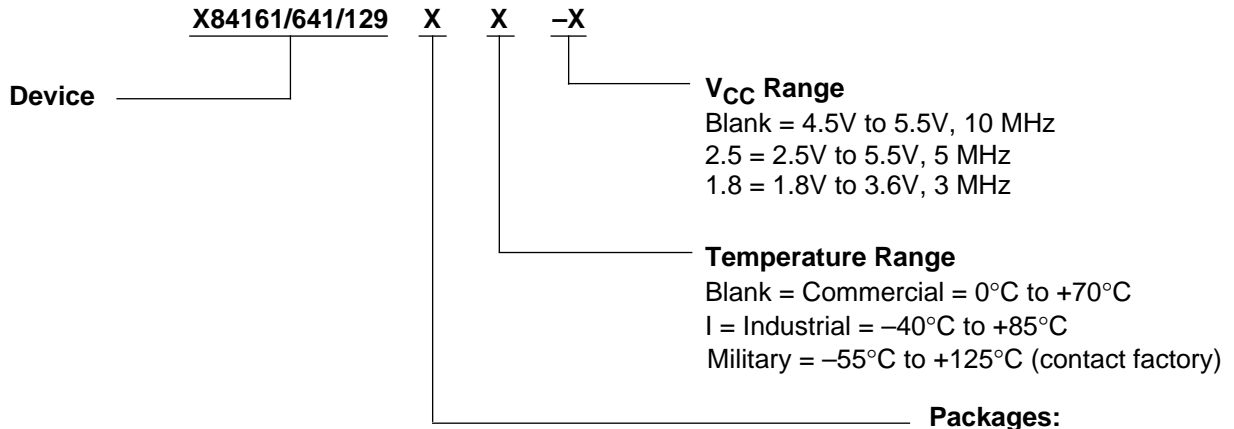 X84161/641/129 X X –X
Device
V_CC Range
Blank = 4.5V to 5.5V, 10 MHz
2.5 = 2.5V to 5.5V, 5 MHz
1.8 = 1.8V to 3.6V, 3 MHz
Temperature Range
Blank = Commercial = 0°C to +70°C
I = Industrial = –40°C to +85°C
Military = –55°C to +125°C (contact factory)
Packages: